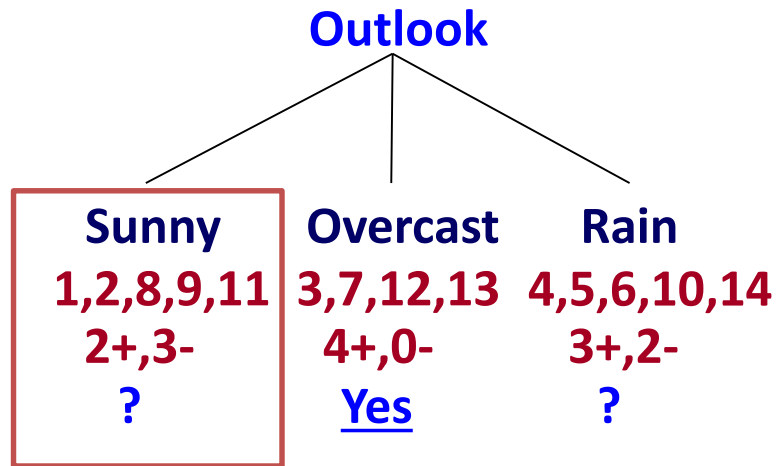 Outlook
Sunny Overcast Rain
1,2,8,9,11 3,7,12,13 4,5,6,10,14
2+,3- 4+,0- 3+,2-
? Yes ?